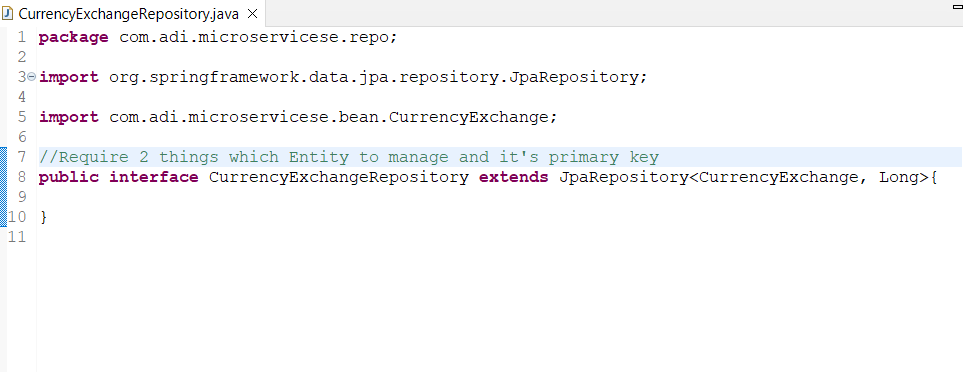 CurrencyExchangeRepository.java
1 package com.adi.microservicese.repo;
2
3 import org.springframework.data.jpa.repository.JpaRepository;
4
5 import com.adi.microservicese.bean.CurrencyExchange;
6
7 //Require 2 things which Entity to manage and it's primary key
8 public interface CurrencyExchangeRepository extends JpaRepository<CurrencyExchange, Long>{
9
10 }
11